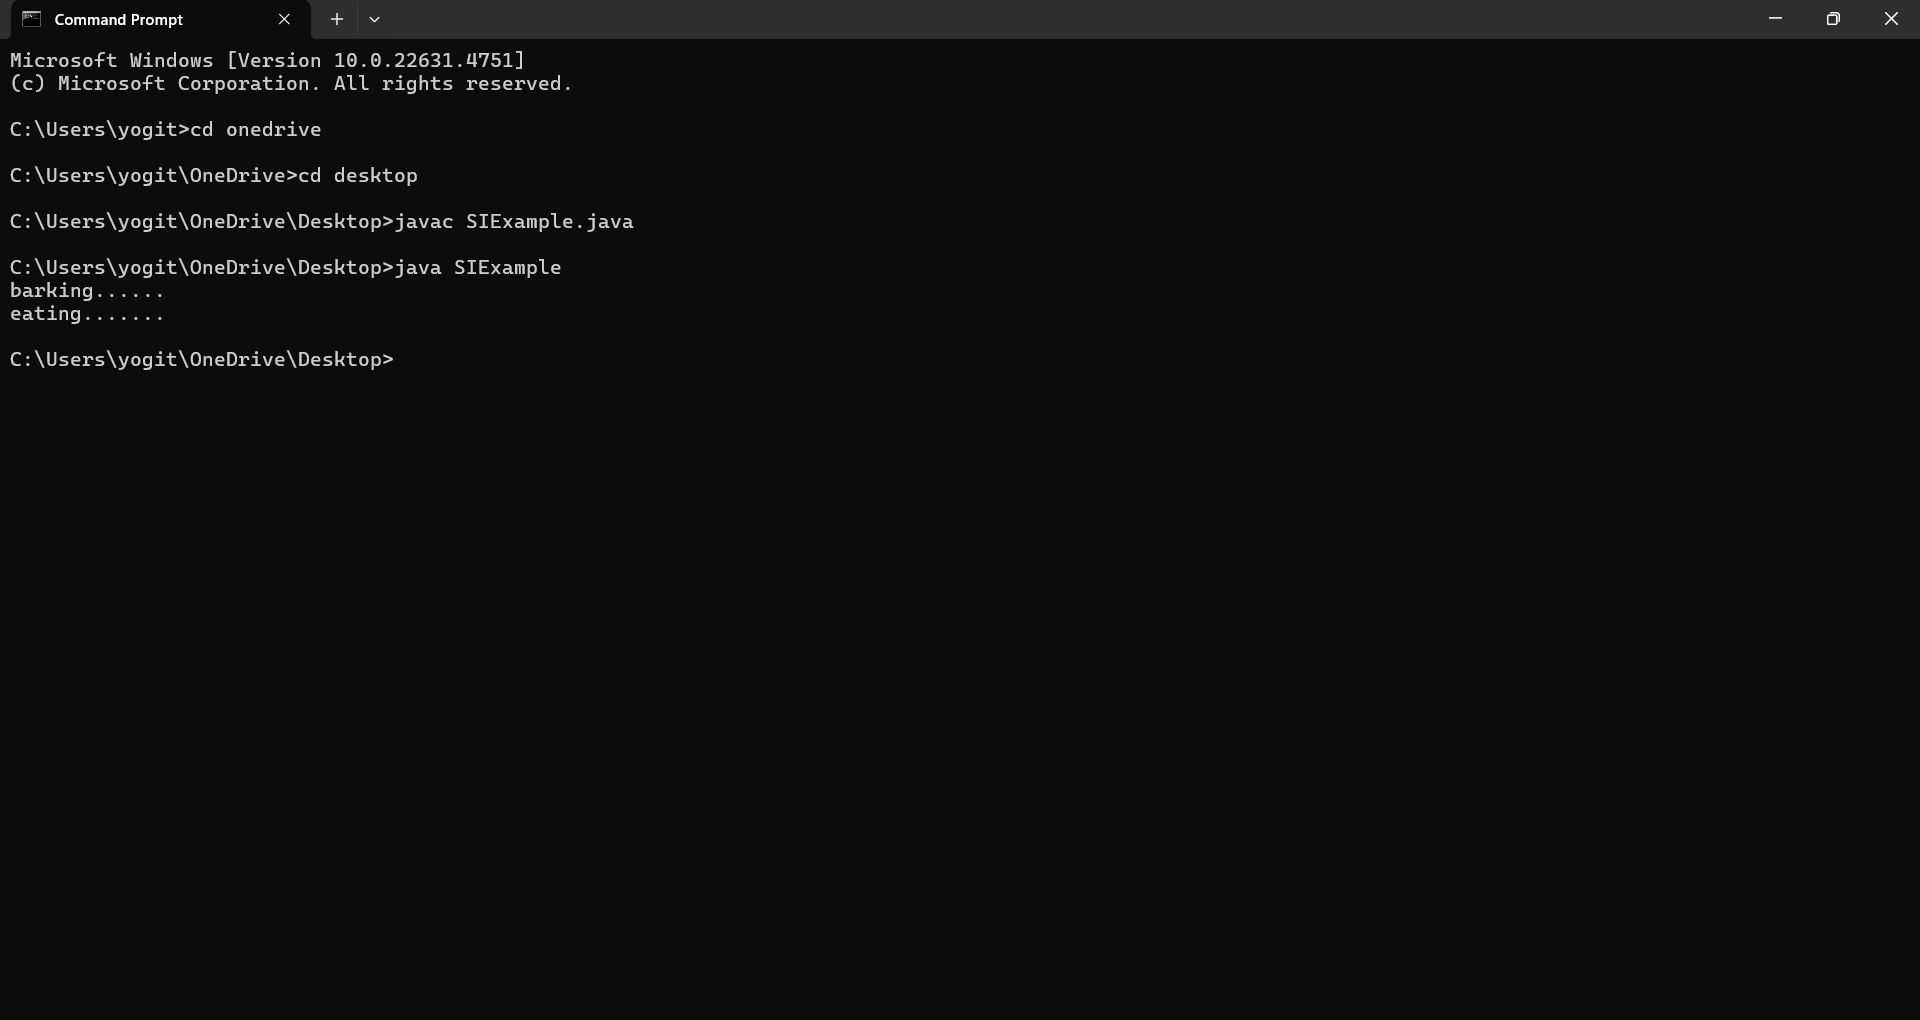 Command Prompt
Microsoft Windows [Version 10.0.22631.4751]
(c) Microsoft Corporation. All rights reserved.
C:\Users\yogit>cd onedrive
C:\Users\yogit\OneDrive>cd desktop
C:\Users\yogit\OneDrive\Desktop>javac SIExample.java
C:\Users\yogit\OneDrive\Desktop>java SIExample
barking......
eating.......
C:\Users\yogit\OneDrive\Desktop>